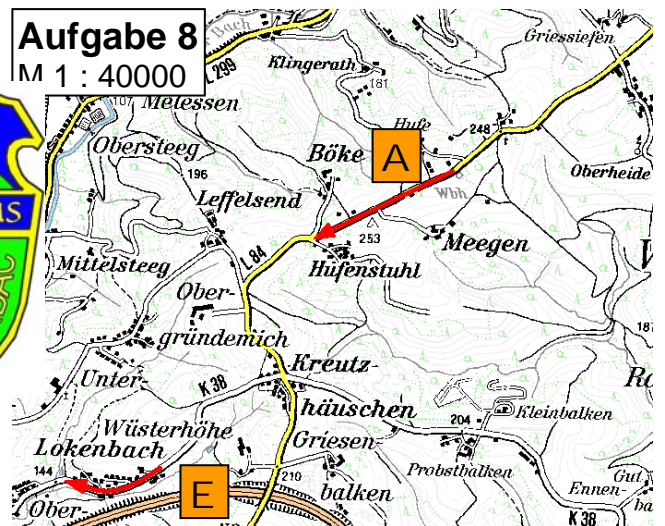 Aufgabe 8
M 1 : 40000
Bach
L 299
Griessiefen
Klingerath
181
107
Melessen
Hufe
248
Obersteeg
A
Böke
196
Oberheide
Wbh
Leffelsend
253
Meegen
Mittelsteeg
L 84
Hüfenstuhl
Ober-
gründemich
187
Kreutz-
Unter-
K 38
häuschen
204
Kleinbalken
Wüsterhöhe
Griesen-
Lokenbach
K 38
144
Probstbalken
Gut
E
210
Ennen-
Ober-
balken
ba